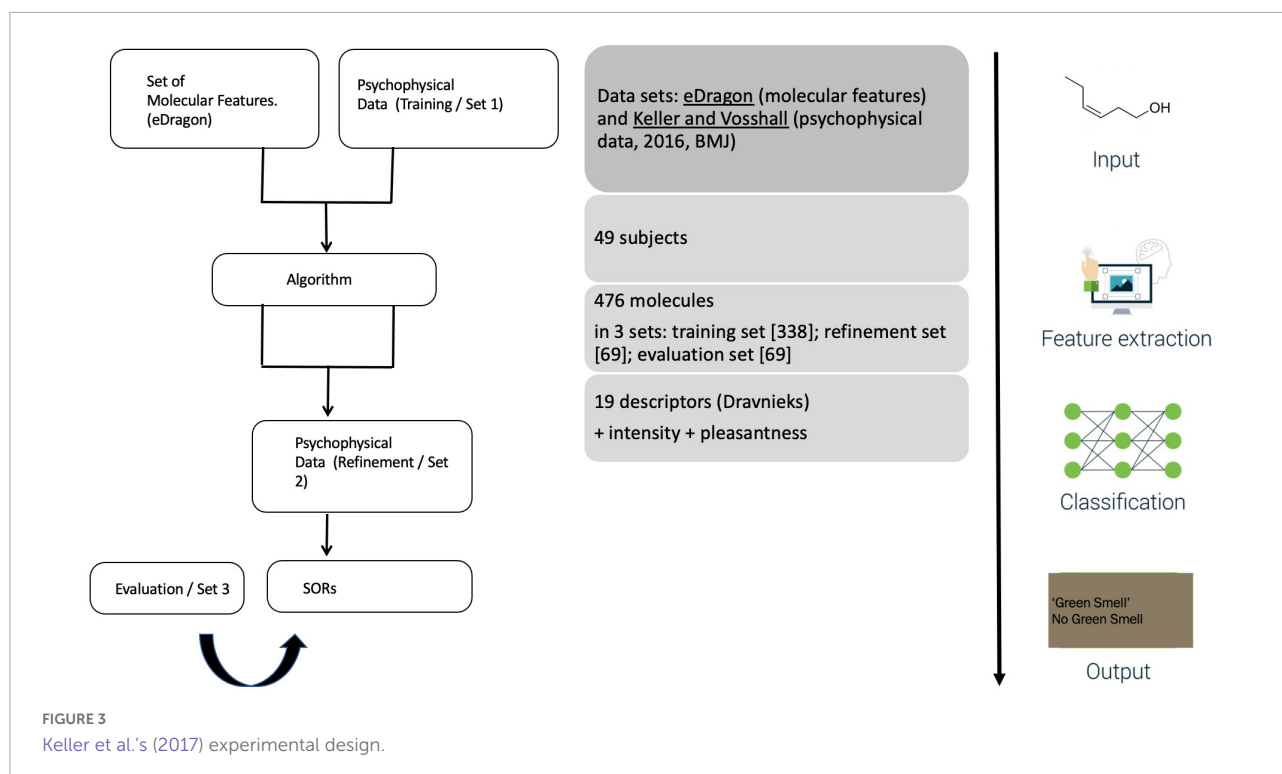 Set of
Molecular Features.
(eDragon)
Psychophysical
Data (Training / Set 1)
Algorithm
Psychophysical
Data (Refinement / Set
2)
Evaluation / Set 3
SORs
Data sets: eDragon (molecular features)
and Keller and Vosshall (psychophysical
data, 2016, BMJ)
49 subjects
476 molecules
in 3 sets: training set [338]; refinement set
[69]; evaluation set [69]
19 descriptors (Dravnieks)
+ intensity + pleasantness
OH
Input
Feature extraction
Classification
'Green Smell'
No Green Smell
Output
FIGURE 3
Keller et al.'s (2017) experimental design.